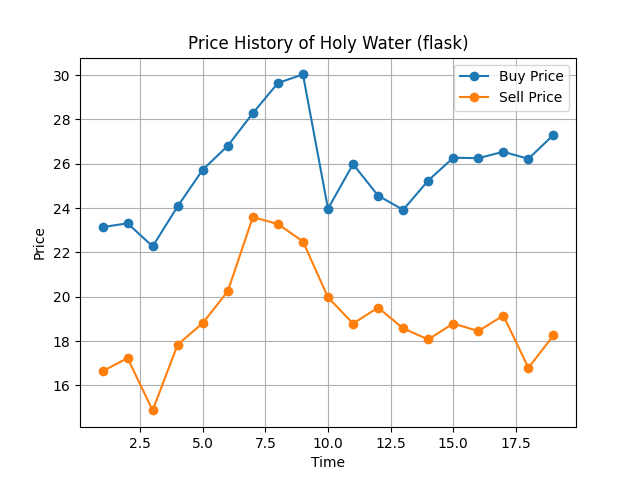 Price History of Holy Water (flask)
Buy Price
Sell Price
30
28
26
24
22
20
18
16
Price
2.5 5.0 7.5 10.0 12.5 15.0 17.5
Time